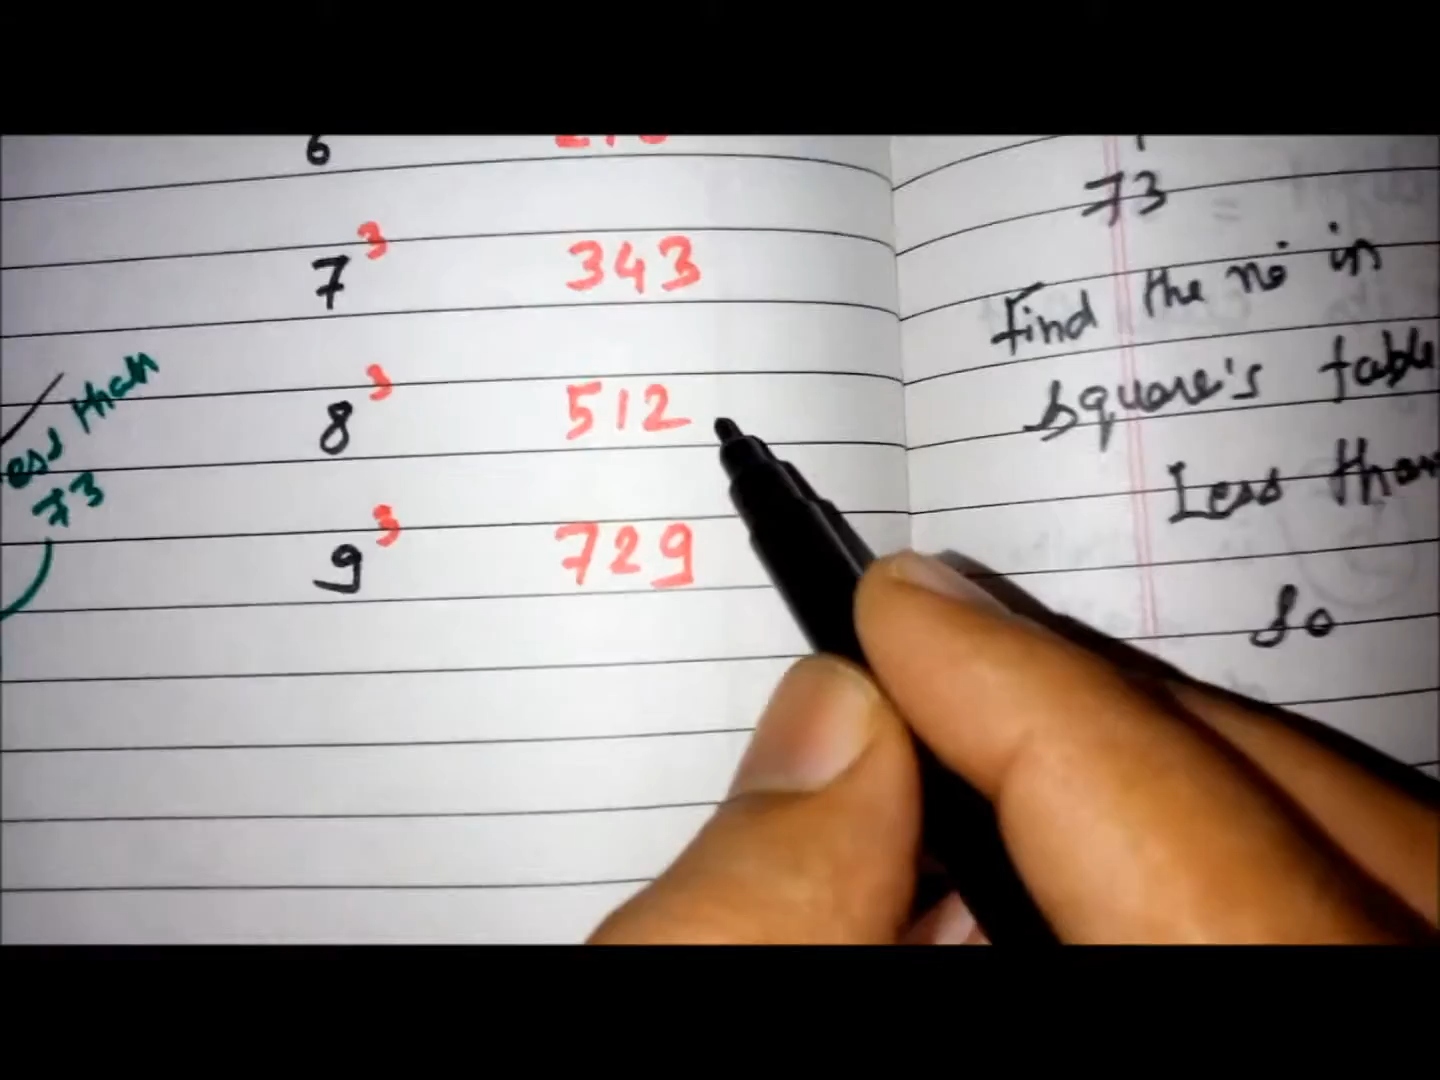 6
7³ 343
8³ 512
9³ 729
than
73
73
find the no in
square's table
Less than
So